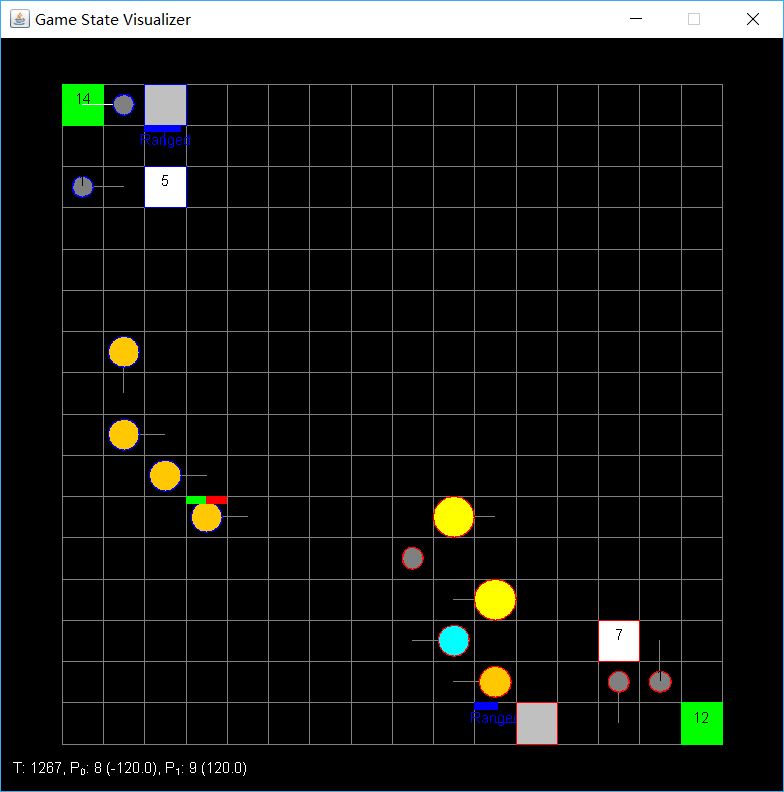 Game State Visualizer
14
Ranged
5
7
Ranged
12
T: 1267, P₀: 8 (-120.0), P₁: 9 (120.0)